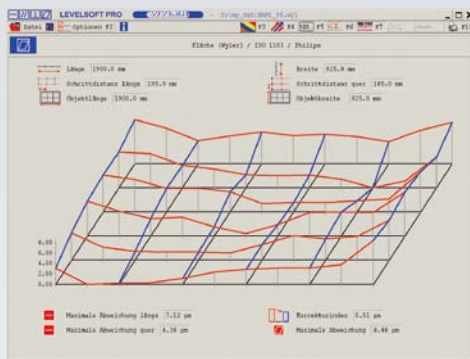 LEVELSOFT PRO
Datei Optionen F2 F3 F4 F5 F6 F7
Fläche (Wyler) / ISO 1101 / Philips
Länge 1900.0 mm
Breite 925.0 mm
Schrittdistanz längs 190.0 mm
Schrittdistanz quer 185.0 mm
Objektlänge 1900.0 mm
Objektbreite 925.0 mm
8.00
6.00
4.00
2.00
0.00
Maximale Abweichung längs 7.12 µm
Korrekturindex 0.51 µm
Maximale Abweichung quer 4.36 µm
Maximale Abweichung 8.48 µm